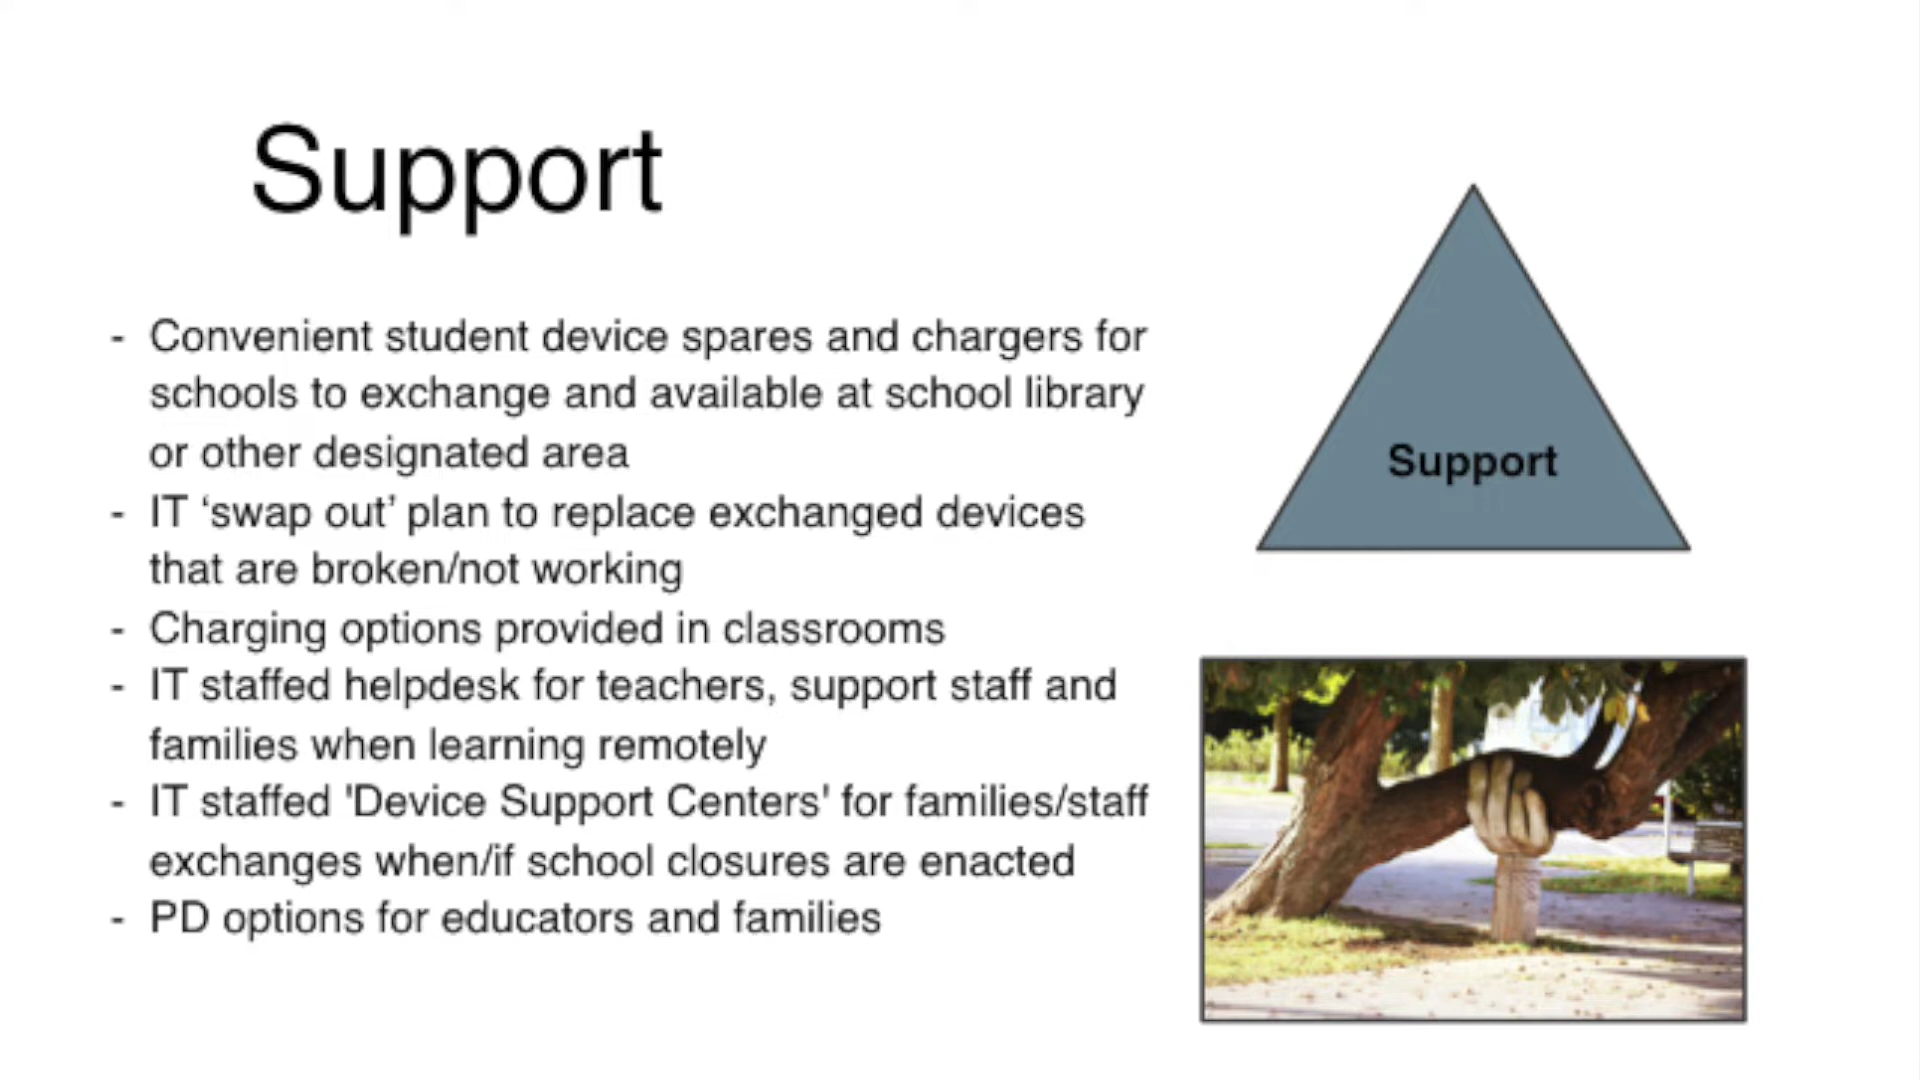 Support
- Convenient student device spares and chargers for
schools to exchange and available at school library
or other designated area
- IT ‘swap out’ plan to replace exchanged devices
that are broken/not working
- Charging options provided in classrooms
- IT staffed helpdesk for teachers, support staff and
families when learning remotely
- IT staffed 'Device Support Centers' for families/staff
exchanges when/if school closures are enacted
- PD options for educators and families
Support